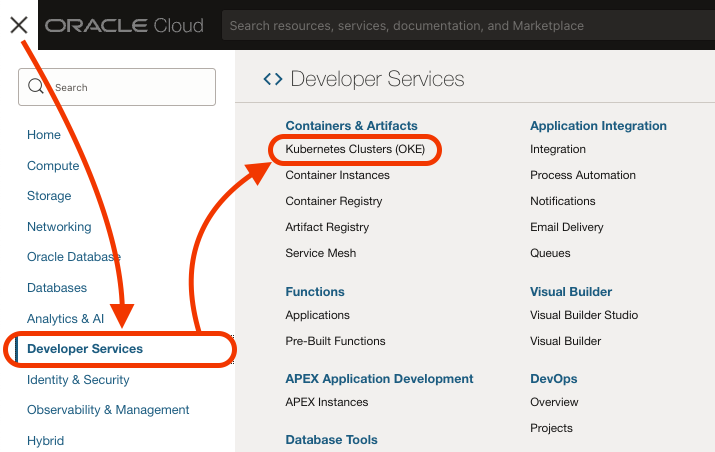 ORACLE Cloud
Search resources, services, documentation, and Marketplace
Search
Home
Compute
Storage
Networking
Oracle Database
Databases
Analytics & AI
Developer Services
Identity & Security
Observability & Management
Hybrid
Developer Services
Containers & Artifacts
Kubernetes Clusters (OKE)
Container Instances
Container Registry
Artifact Registry
Service Mesh
Functions
Applications
Pre-Built Functions
APEX Application Development
APEX Instances
Database Tools
Application Integration
Integration
Process Automation
Notifications
Email Delivery
Queues
Visual Builder
Visual Builder Studio
Visual Builder
DevOps
Overview
Projects